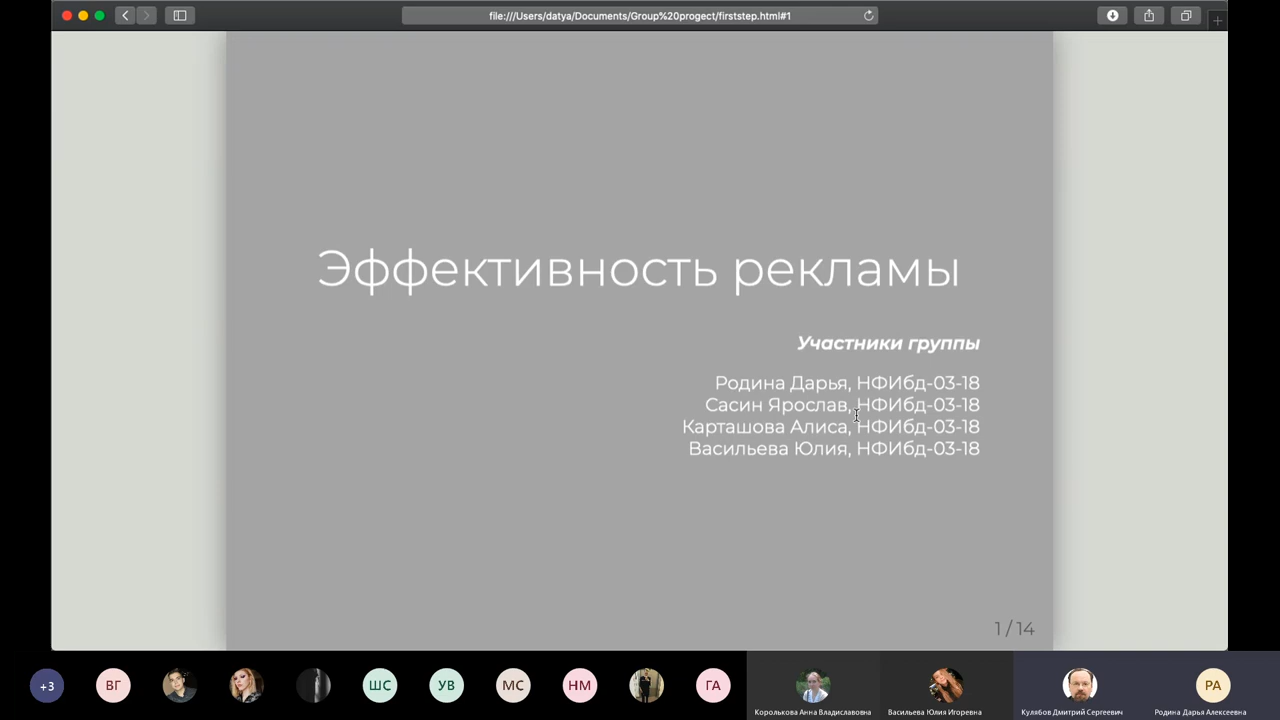 file:///Users/datya/Documents/Group%20progect/firststep.html#1
Эффективность рекламы
Участники группы
Родина Дарья, НФИбд-03-18
Сасин Ярослав, НФИбд-03-18
Карташова Алиса, НФИбд-03-18
Васильева Юлия, НФИбд-03-18
1 / 14
+3
ВГ
ШС
УВ
МС
НМ
ГА
РА
Королькова Анна Владиславовна
Васильева Юлия Игоревна
Кулябов Дмитрий Сергеевич
Родина Дарья Алексеевна